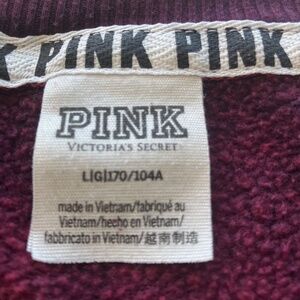 PINK PINK
PINK
VICTORIA'S SECRET
L|G|170/104A
made in Vietnam/fabriqué au
Vietnam/hecho en Vietnam/
fabbricato in Vietnam/越南制造